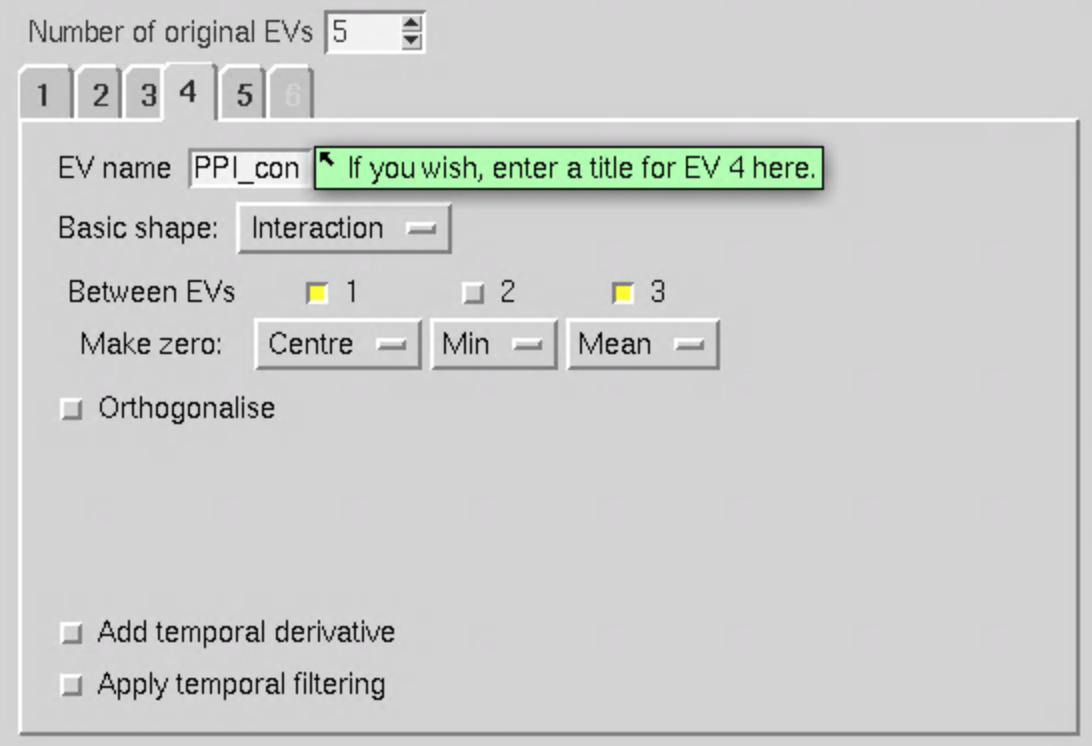 Number of original EVs 5
1 2 3 4 5 6
EV name PPI_con If you wish, enter a title for EV 4 here.
Basic shape: Interaction
Between EVs 1 2 3
Make zero: Centre Min Mean
Orthogonalise
Add temporal derivative
Apply temporal filtering